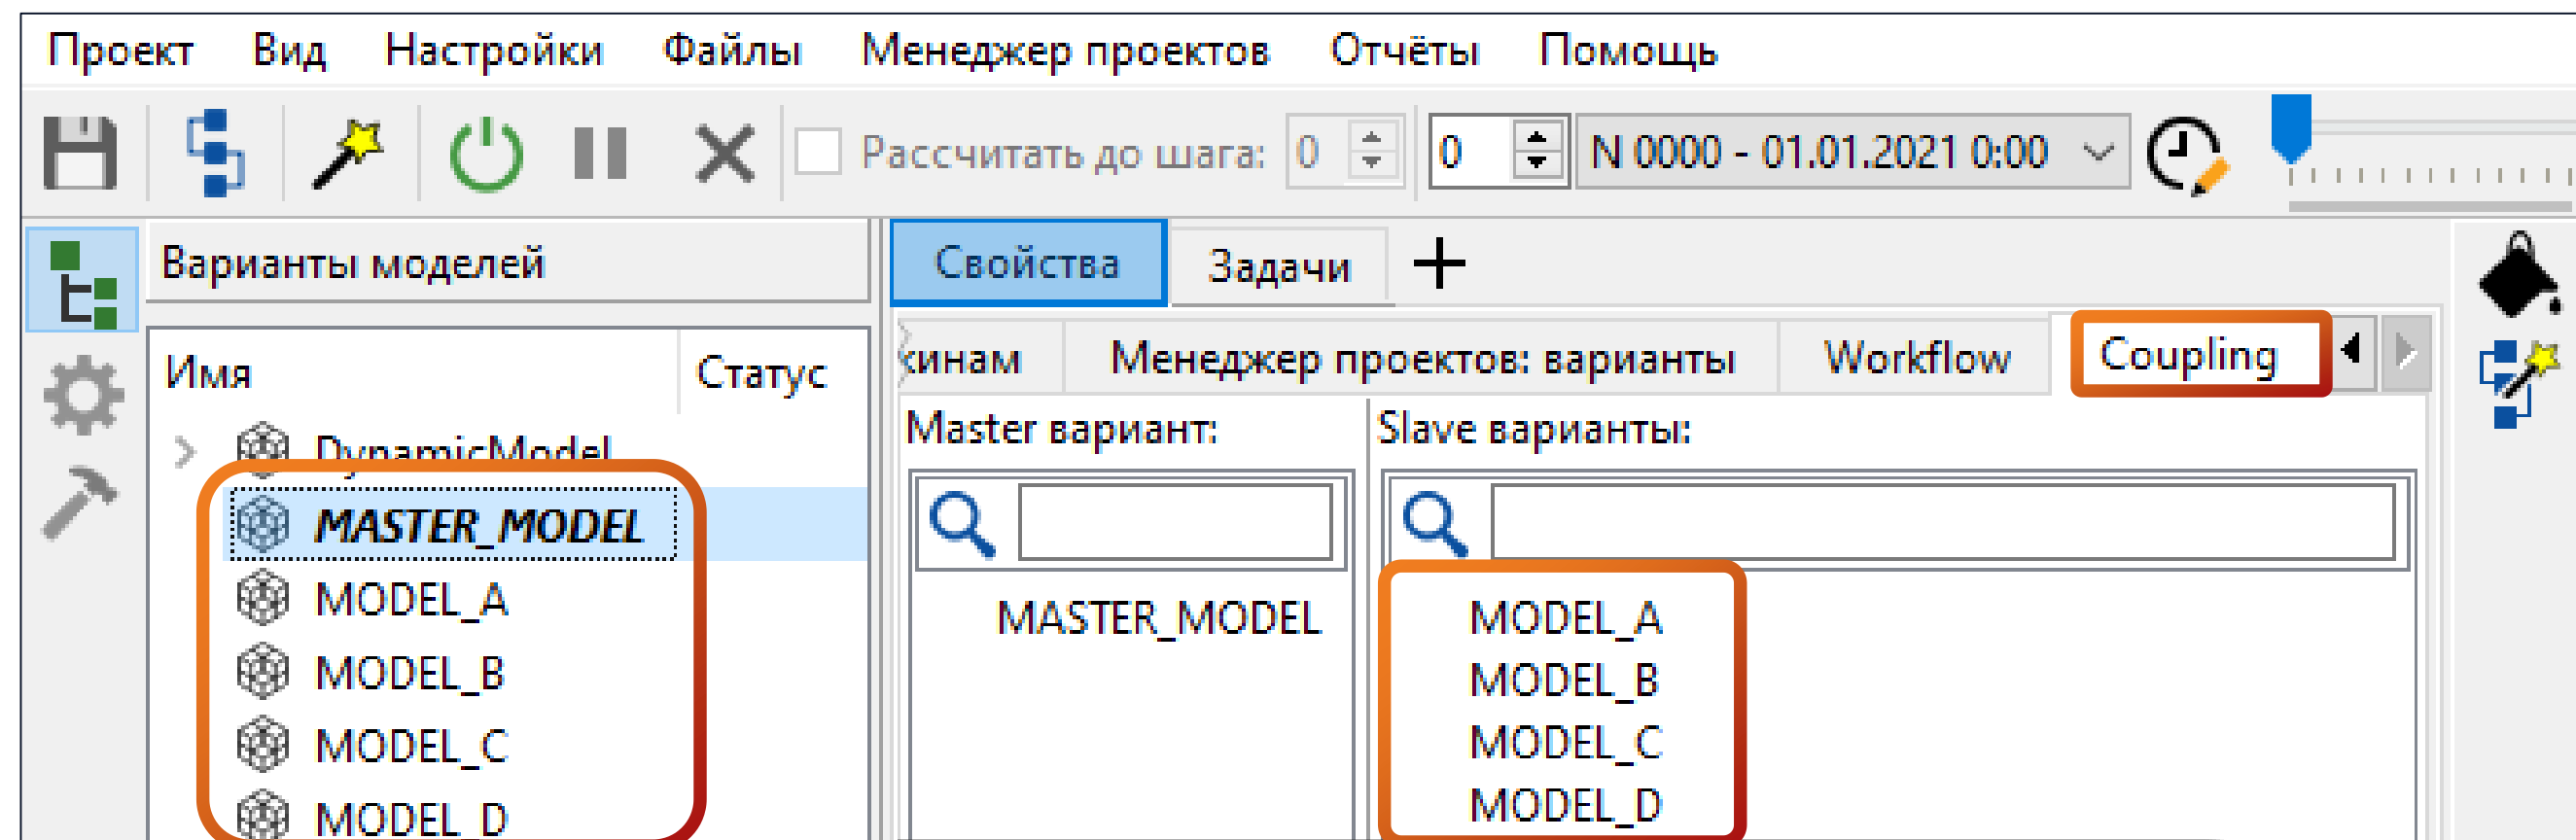 Проект Вид Настройки Файлы Менеджер проектов Отчёты Помощь
Рассчитать до шага: 0 0 N 0000 - 01.01.2021 0:00
Варианты моделей
Свойства Задачи
Имя Статус
кинам Менеджер проектов: варианты Workflow Coupling
Master вариант: Slave варианты:
DynamicModel
MASTER_MODEL
MODEL_A
MODEL_B
MODEL_C
MODEL_D
MASTER_MODEL
MODEL_A
MODEL_B
MODEL_C
MODEL_D